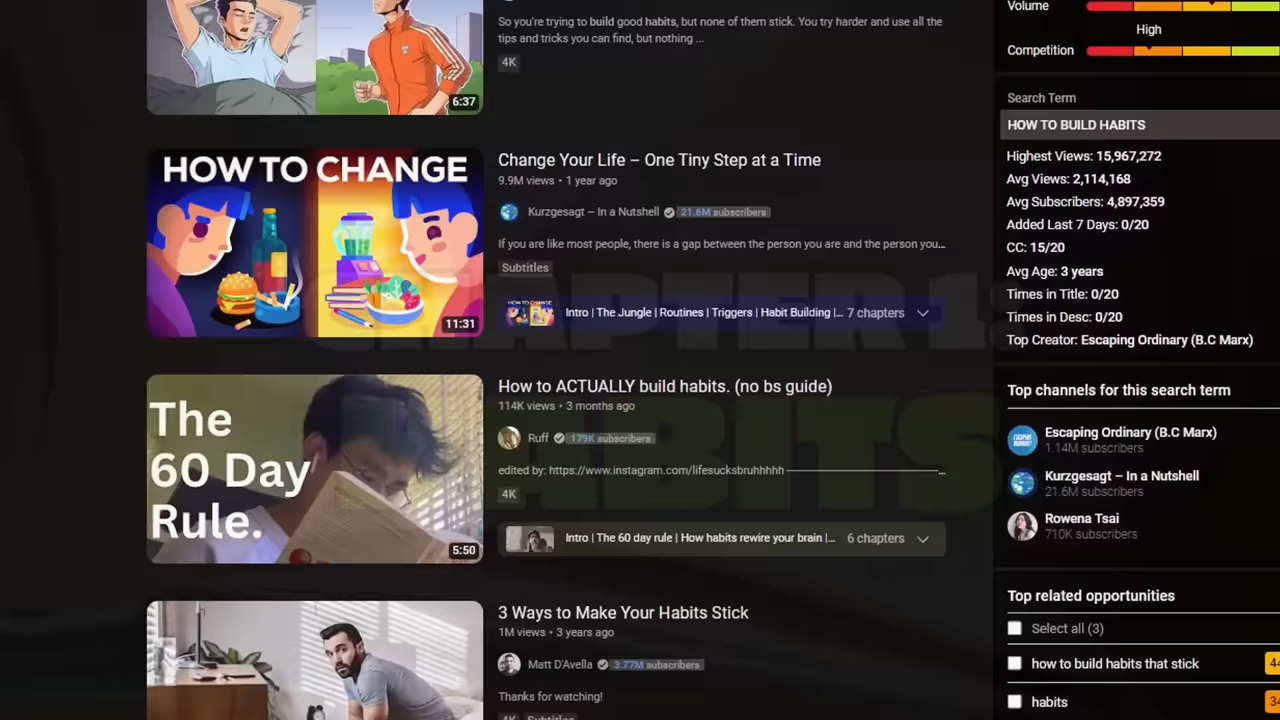 So you're trying to build good habits, but none of them stick. You try harder and use all the
tips and tricks you can find, but nothing ...
4K
6:37
HOW TO CHANGE
11:31
Change Your Life – One Tiny Step at a Time
9.9M views • 1 year ago
Kurzgesagt – In a Nutshell 21.6M subscribers
If you are like most people, there is a gap between the person you are and the person you...
Subtitles
HOW TO CHANGE
Intro | The Jungle | Routines | Triggers | Habit Building |... 7 chapters
CHAPTER 13
HABITS
The
60 Day
Rule.
5:50
How to ACTUALLY build habits. (no bs guide)
114K views • 3 months ago
Ruff 179K subscribers
edited by: https://www.instagram.com/lifesucksbruhhhhh ...
4K
Intro | The 60 day rule | How habits rewire your brain |... 6 chapters
3 Ways to Make Your Habits Stick
1M views • 3 years ago
Matt D'Avella 3.77M subscribers
Thanks for watching!
4K Subtitles
Volume
High
Competition
Search Term
HOW TO BUILD HABITS
Highest Views: 15,967,272
Avg Views: 2,114,168
Avg Subscribers: 4,897,359
Added Last 7 Days: 0/20
CC: 15/20
Avg Age: 3 years
Times in Title: 0/20
Times in Desc: 0/20
Top Creator: Escaping Ordinary (B.C Marx)
Top channels for this search term
Escaping Ordinary (B.C Marx)
1.14M subscribers
Kurzgesagt – In a Nutshell
21.6M subscribers
Rowena Tsai
710K subscribers
Top related opportunities
Select all (3)
how to build habits that stick
habits